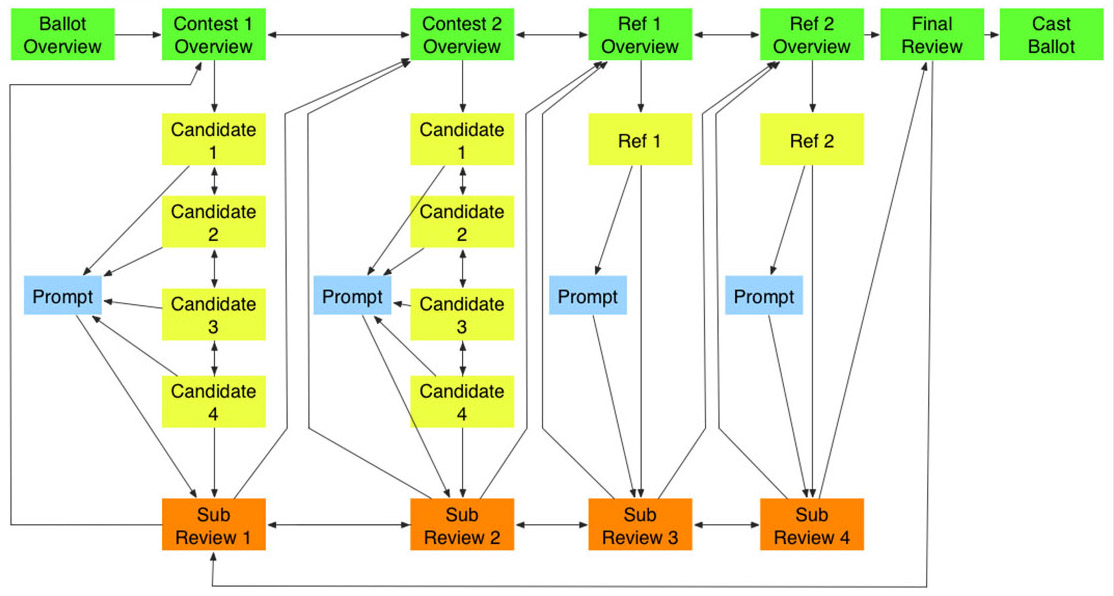 Ballot
Overview
Contest 1
Overview
Contest 2
Overview
Ref 1
Overview
Ref 2
Overview
Final
Review
Cast
Ballot
Candidate
1
Candidate
1
Ref 1
Ref 2
Candidate
2
Candidate
2
Prompt
Prompt
Prompt
Prompt
Candidate
3
Candidate
3
Candidate
4
Candidate
4
Sub
Review 1
Sub
Review 2
Sub
Review 3
Sub
Review 4